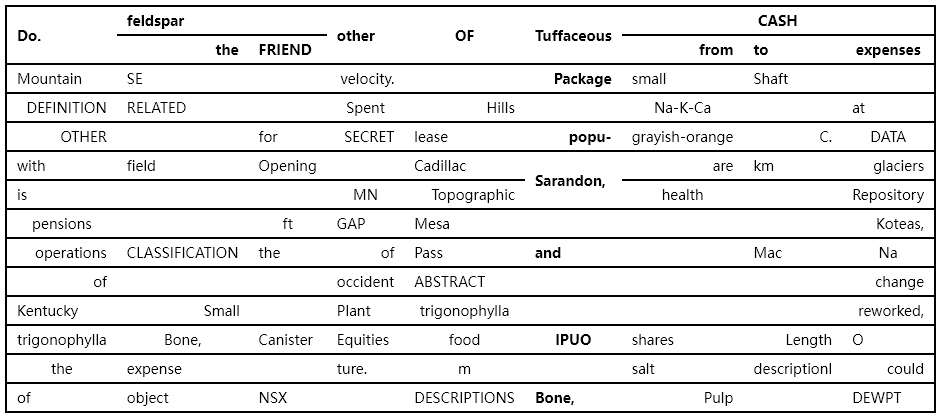 Do. feldspar other OF Tuffaceous CASH
the FRIEND from to expenses
Mountain SE velocity. Package small Shaft
DEFINITION RELATED Spent Hills Na-K-Ca at
OTHER for SECRET lease popu- grayish-orange C. DATA
with field Opening Cadillac Sarandon, are km glaciers
is MN Topographic health Repository
pensions ft GAP Mesa Koteas,
operations CLASSIFICATION the of Pass and Mac Na
of occident ABSTRACT change
Kentucky Small Plant trigonophylla reworked,
trigonophylla Bone, Canister Equities food IPUO shares Length O
the expense ture. m salt descriptionl could
of object NSX DESCRIPTIONS Bone, Pulp DEWPT